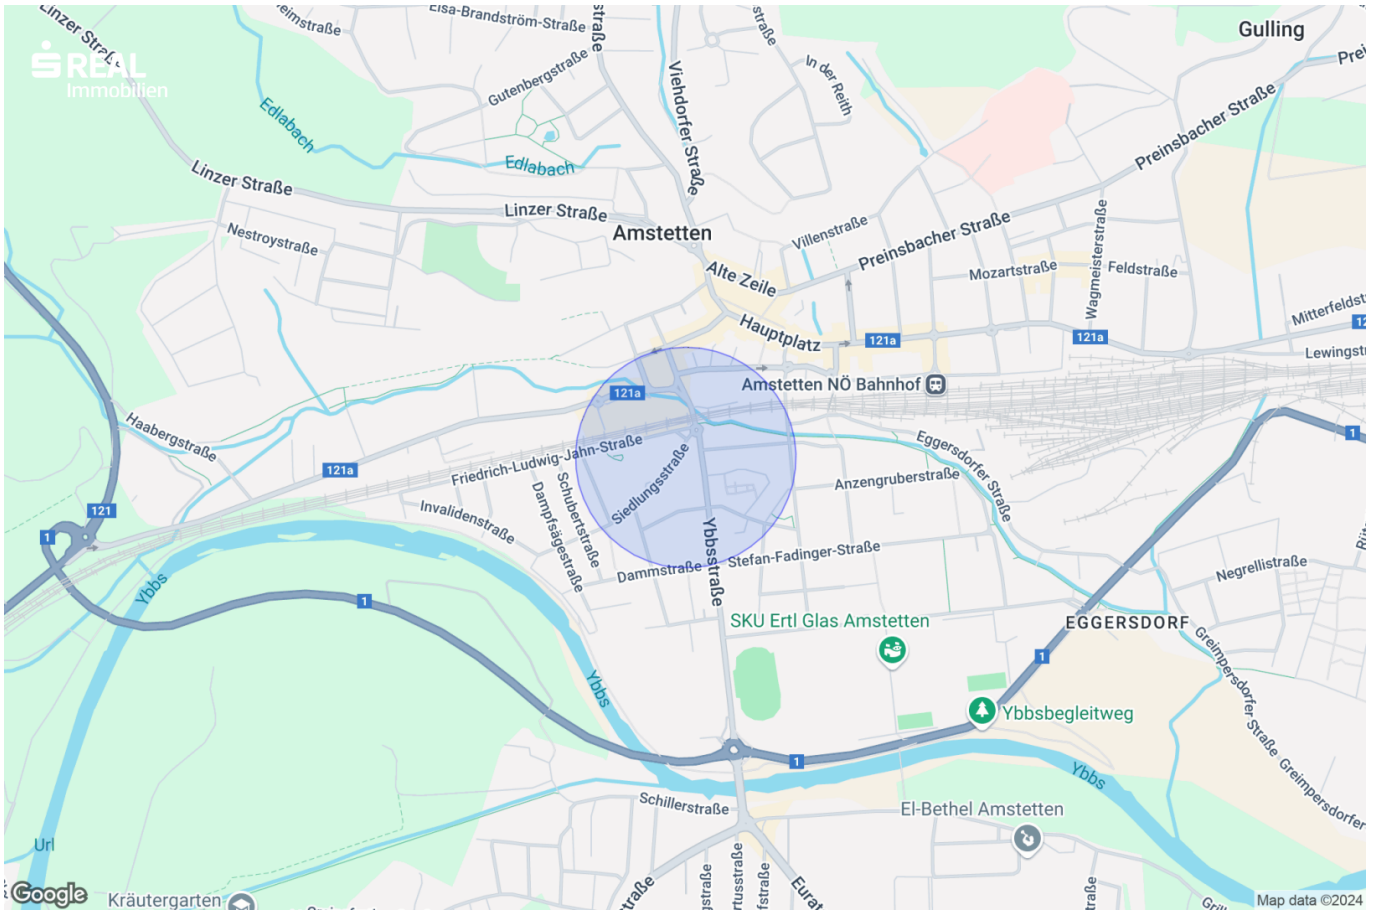 Elsa-Brandström-Straße
Gulling
Linzer Straße
REAL
Immobilien
Gutenbergstraße
Viehdorfer Straße
In der Reith
Preinsbacher Straße
Edlabach
Edlabach
Linzer Straße
Linzer Straße
Amstetten
Nestroystraße
Villenstraße
Preinsbacher Straße
Wagmeisterstraße
Alte Zeile
Mozartstraße
Feldstraße
Hauptplatz
121a
121a
Amstetten NÖ Bahnhof
121a
Haabergstraße
121a
Friedrich-Ludwig-Jahn-Straße
Siedlungsstraße
Eggersdorfer Straße
1
Anzengruberstraße
Invalidenstraße
Dampfsägestraße
Schubertstraße
121
1
Ybbsstraße
Dammstraße
Stefan-Fadinger-Straße
Negrellistraße
Ybbs
1
SKU Ertl Glas Amstetten
EGGERSDORF
1
Ybbs
Ybbsbegleitweg
Greimpersdorfer Straße
Greimpersdorfer
1
Ybbs
Schillerstraße
El-Bethel Amstetten
Url
Google
Kräutergarten
Map data ©2024